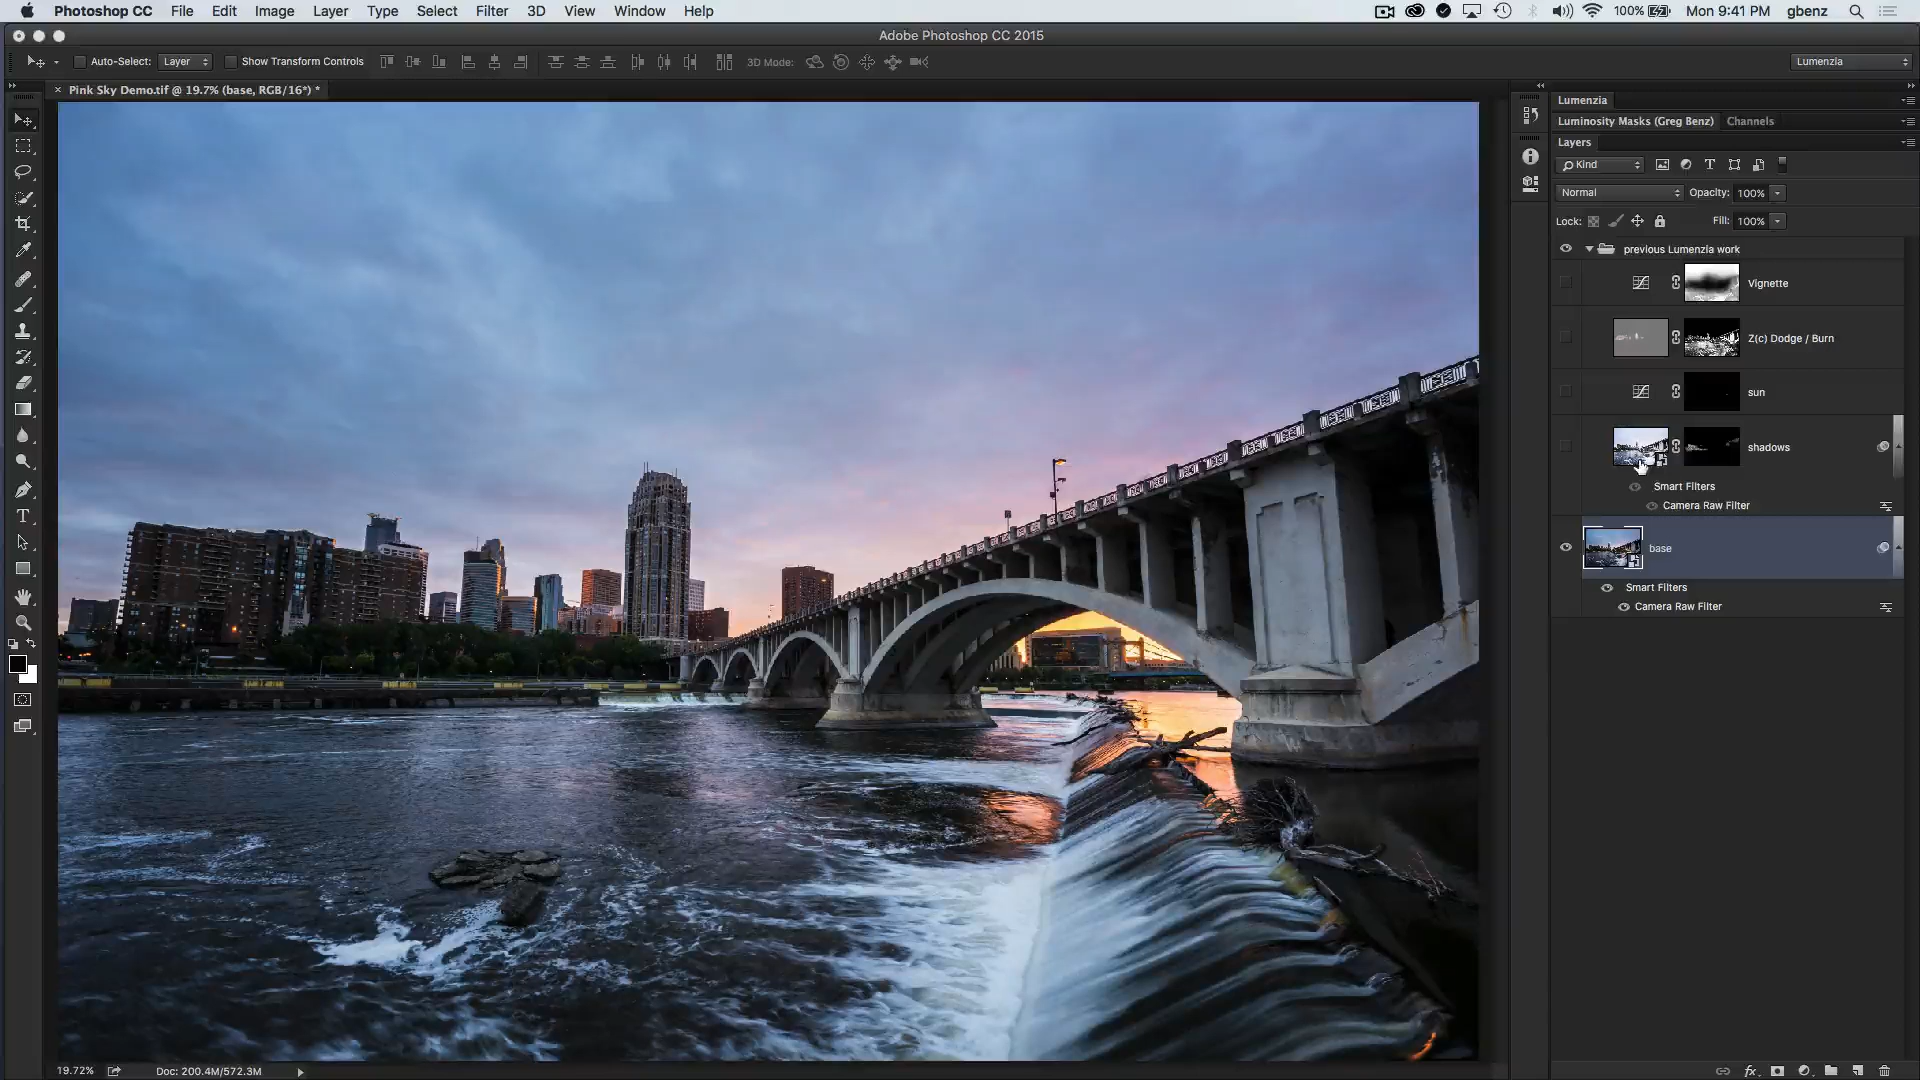 Photoshop CC File Edit Image Layer Type Select Filter 3D View Window Help 100% Mon 9:41 PM gbenz
Adobe Photoshop CC 2015
Auto-Select: Layer Show Transform Controls 3D Mode: Lumenzia
× Pink Sky Demo.tif @ 19.7% (base, RGB/16*) *
Lumenzia
Luminosity Masks (Greg Benz) Channels
Layers
Kind
Normal Opacity: 100%
Lock: Fill: 100%
previous Lumenzia work
Vignette
Z(c) Dodge / Burn
sun
shadows
Smart Filters
Camera Raw Filter
base
Smart Filters
Camera Raw Filter
19.72% Doc: 200.4M/572.3M
fx